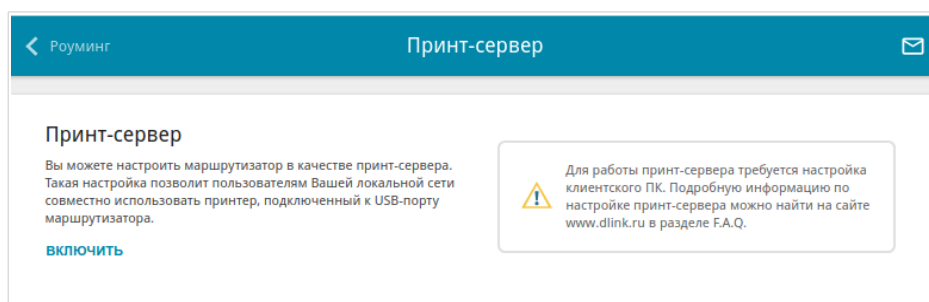 Роуминг
Принт-сервер
Принт-сервер
Вы можете настроить маршрутизатор в качестве принт-сервера.
Такая настройка позволит пользователям Вашей локальной сети
совместно использовать принтер, подключенный к USB-порту
маршрутизатора.
ВКЛЮЧИТЬ
Для работы принт-сервера требуется настройка
клиентского ПК. Подробную информацию по
настройке принт-сервера можно найти на сайте
www.dlink.ru в разделе F.A.Q.